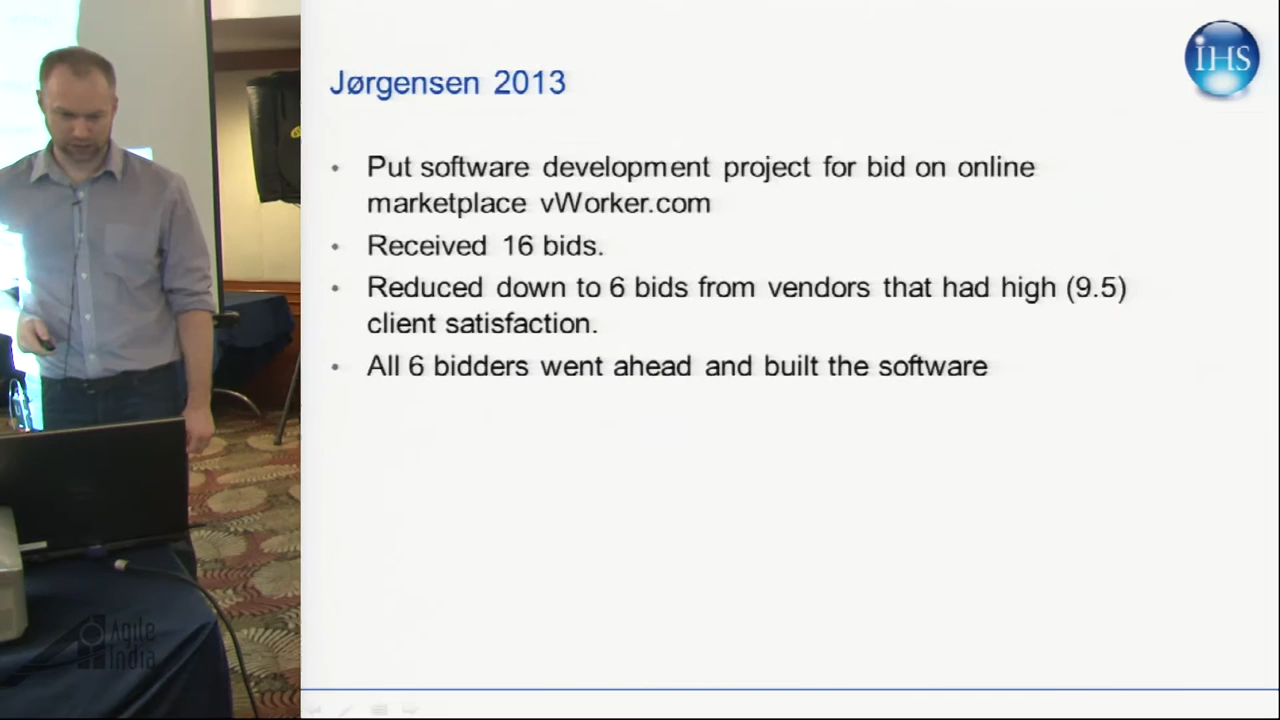 IHS
Jørgensen 2013
• Put software development project for bid on online
marketplace vWorker.com
• Received 16 bids.
• Reduced down to 6 bids from vendors that had high (9.5)
client satisfaction.
• All 6 bidders went ahead and built the software
Agile
India